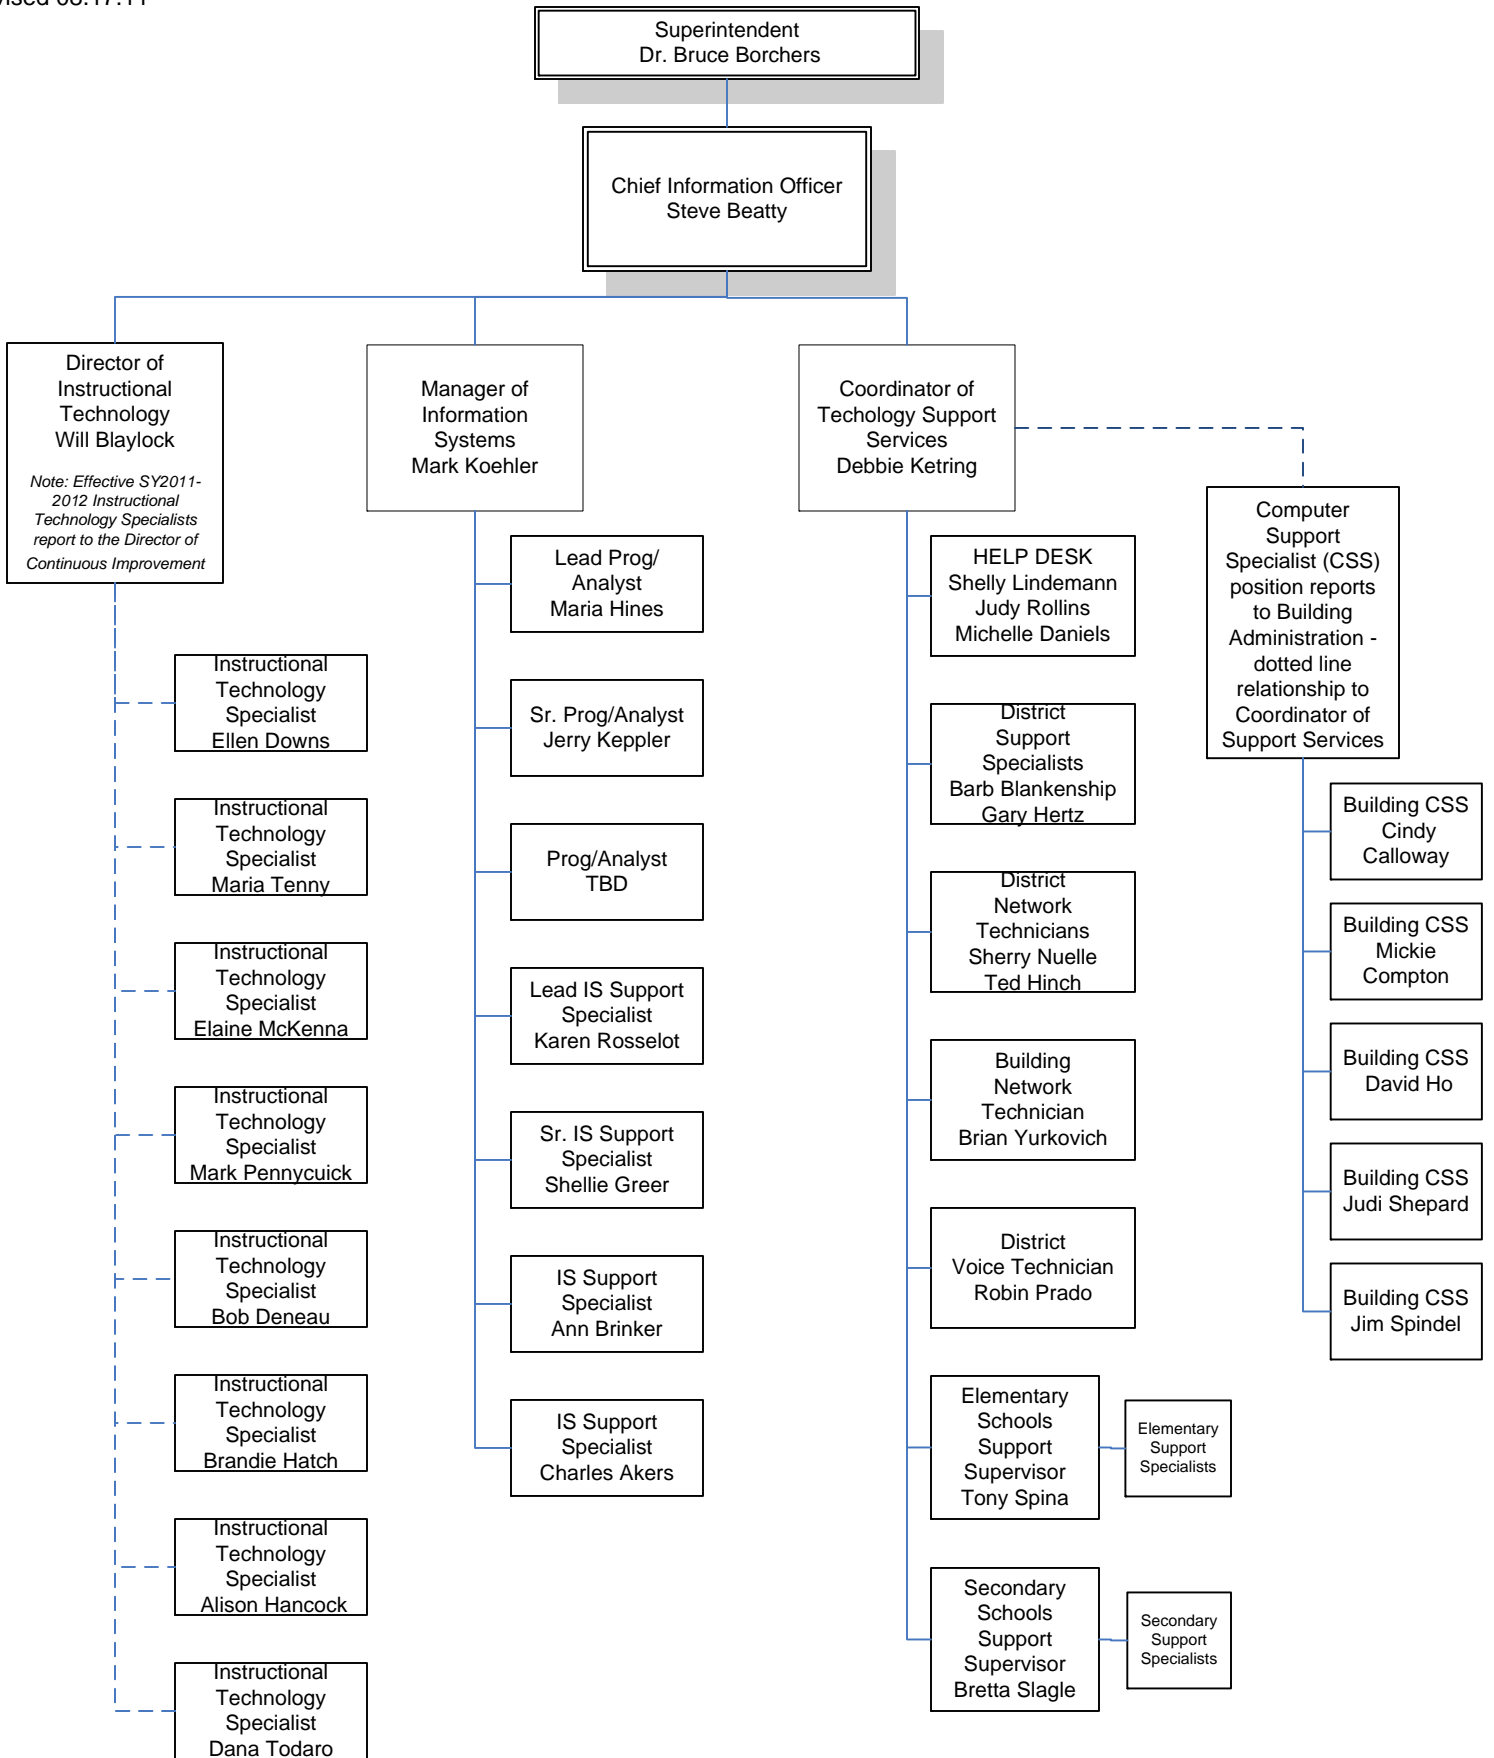 Superintendent
Dr. Bruce Borchers
Chief Information Officer
Steve Beatty
Director of
Instructional
Technology
Will Blaylock
Note: Effective SY2011-
2012 Instructional
Technology Specialists
report to the Director of
Continuous Improvement
Instructional
Technology
Specialist
Ellen Downs
Instructional
Technology
Specialist
Maria Tenny
Instructional
Technology
Specialist
Elaine McKenna
Instructional
Technology
Specialist
Mark Pennycuick
Instructional
Technology
Specialist
Bob Deneau
Instructional
Technology
Specialist
Brandie Hatch
Instructional
Technology
Specialist
Alison Hancock
Instructional
Technology
Specialist
Dana Todaro
Manager of
Information
Systems
Mark Koehler
Lead Prog/
Analyst
Maria Hines
Sr. Prog/Analyst
Jerry Keppler
Prog/Analyst
TBD
Lead IS Support
Specialist
Karen Rosselot
Sr. IS Support
Specialist
Shellie Greer
IS Support
Specialist
Ann Brinker
IS Support
Specialist
Charles Akers
Coordinator of
Techology Support
Services
Debbie Ketring
HELP DESK
Shelly Lindemann
Judy Rollins
Michelle Daniels
District
Support
Specialists
Barb Blankenship
Gary Hertz
District
Network
Technicians
Sherry Nuelle
Ted Hinch
Building
Network
Technician
Brian Yurkovich
District
Voice Technician
Robin Prado
Elementary
Schools
Support
Supervisor
Tony Spina
Elementary
Support
Specialists
Secondary
Schools
Support
Supervisor
Bretta Slagle
Secondary
Support
Specialists
Computer
Support
Specialist (CSS)
position reports
to Building
Administration -
dotted line
relationship to
Coordinator of
Support Services
Building CSS
Cindy
Calloway
Building CSS
Mickie
Compton
Building CSS
David Ho
Building CSS
Judi Shepard
Building CSS
Jim Spindel